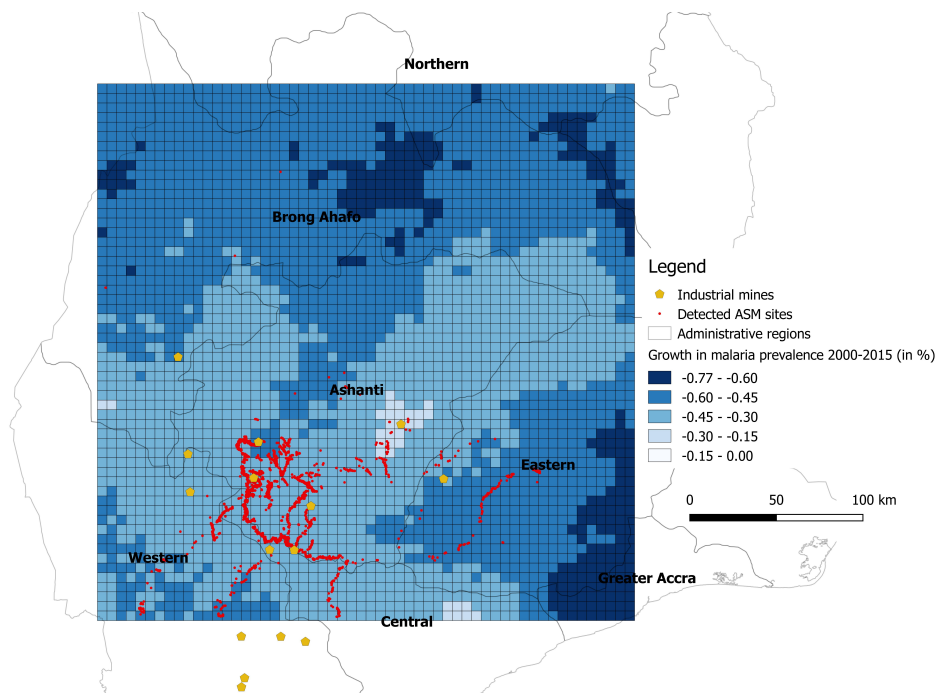 Northern
Brong Ahafo
Ashanti
Eastern
Western
Greater Accra
Central
Legend
Industrial mines
Detected ASM sites
Administrative regions
Growth in malaria prevalence 2000-2015 (in %)
-0.77 - -0.60
-0.60 - -0.45
-0.45 - -0.30
-0.30 - -0.15
-0.15 - 0.00
0 50 100 km